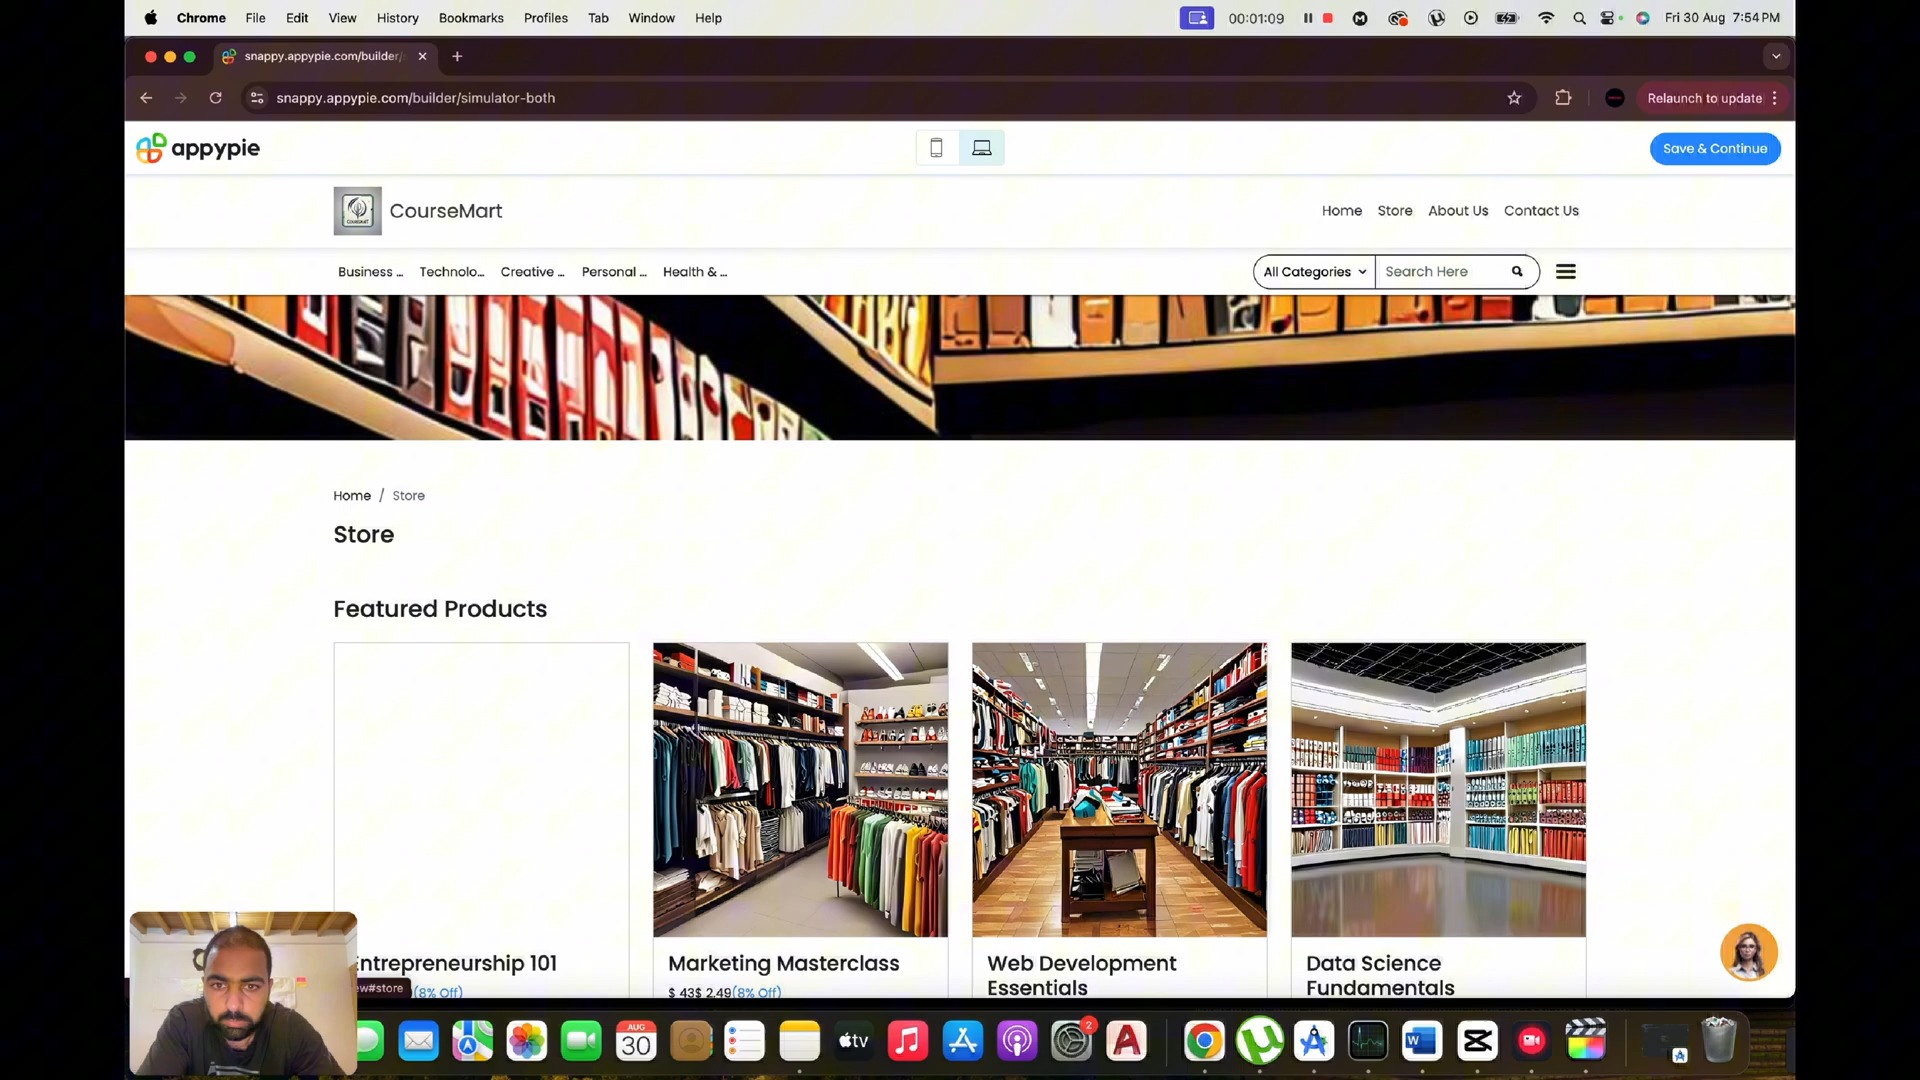 Chrome File Edit View History Bookmarks Profiles Tab Window Help 00:01:09 Fri 30 Aug 7:54 PM
snappy.appypie.com/builder/
snappy.appypie.com/builder/simulator-both Relaunch to update
appypie Save & Continue
CourseMart Home Store About Us Contact Us
Business ... Technolo... Creative ... Personal ... Health & ... All Categories Search Here
Home / Store
Store
Featured Products
ntrepreneurship 101 Marketing Masterclass Web Development Essentials Data Science Fundamentals
(8% Off) $ 43$ 2.49(8% Off)
ew#store
AUG
30
tv
2